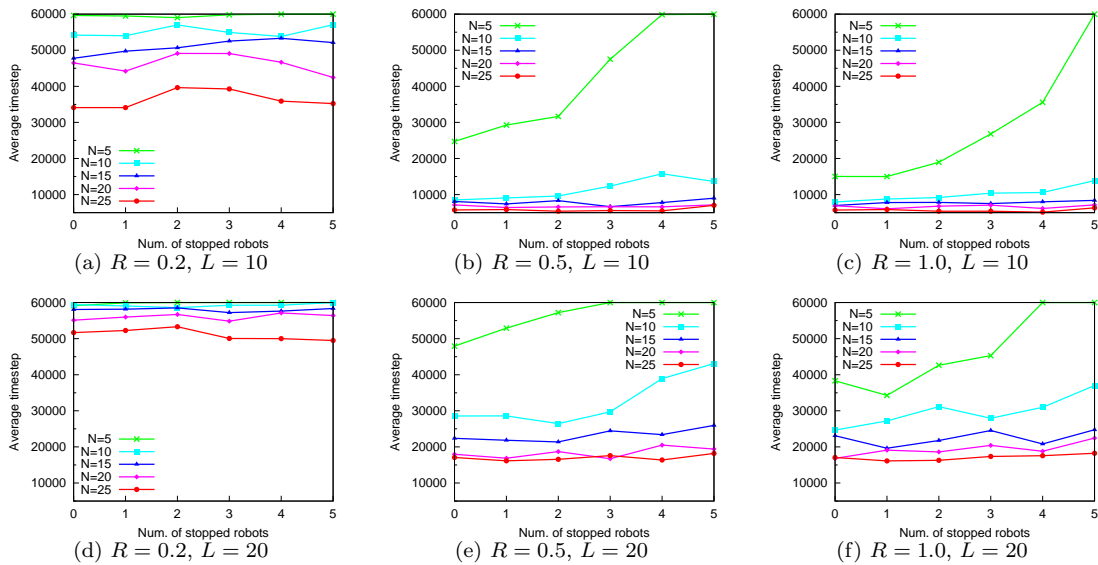 60000
50000
40000
30000
20000
10000
Average timestep
N=5
N=10
N=15
N=20
N=25
0 1 2 3 4 5
Num. of stopped robots
(a) R = 0.2, L = 10
60000
50000
40000
30000
20000
10000
Average timestep
N=5
N=10
N=15
N=20
N=25
0 1 2 3 4 5
Num. of stopped robots
(b) R = 0.5, L = 10
60000
50000
40000
30000
20000
10000
Average timestep
N=5
N=10
N=15
N=20
N=25
0 1 2 3 4 5
Num. of stopped robots
(c) R = 1.0, L = 10
60000
50000
40000
30000
20000
10000
Average timestep
N=5
N=10
N=15
N=20
N=25
0 1 2 3 4 5
Num. of stopped robots
(d) R = 0.2, L = 20
60000
50000
40000
30000
20000
10000
Average timestep
N=5
N=10
N=15
N=20
N=25
0 1 2 3 4 5
Num. of stopped robots
(e) R = 0.5, L = 20
60000
50000
40000
30000
20000
10000
Average timestep
N=5
N=10
N=15
N=20
N=25
0 1 2 3 4 5
Num. of stopped robots
(f) R = 1.0, L = 20